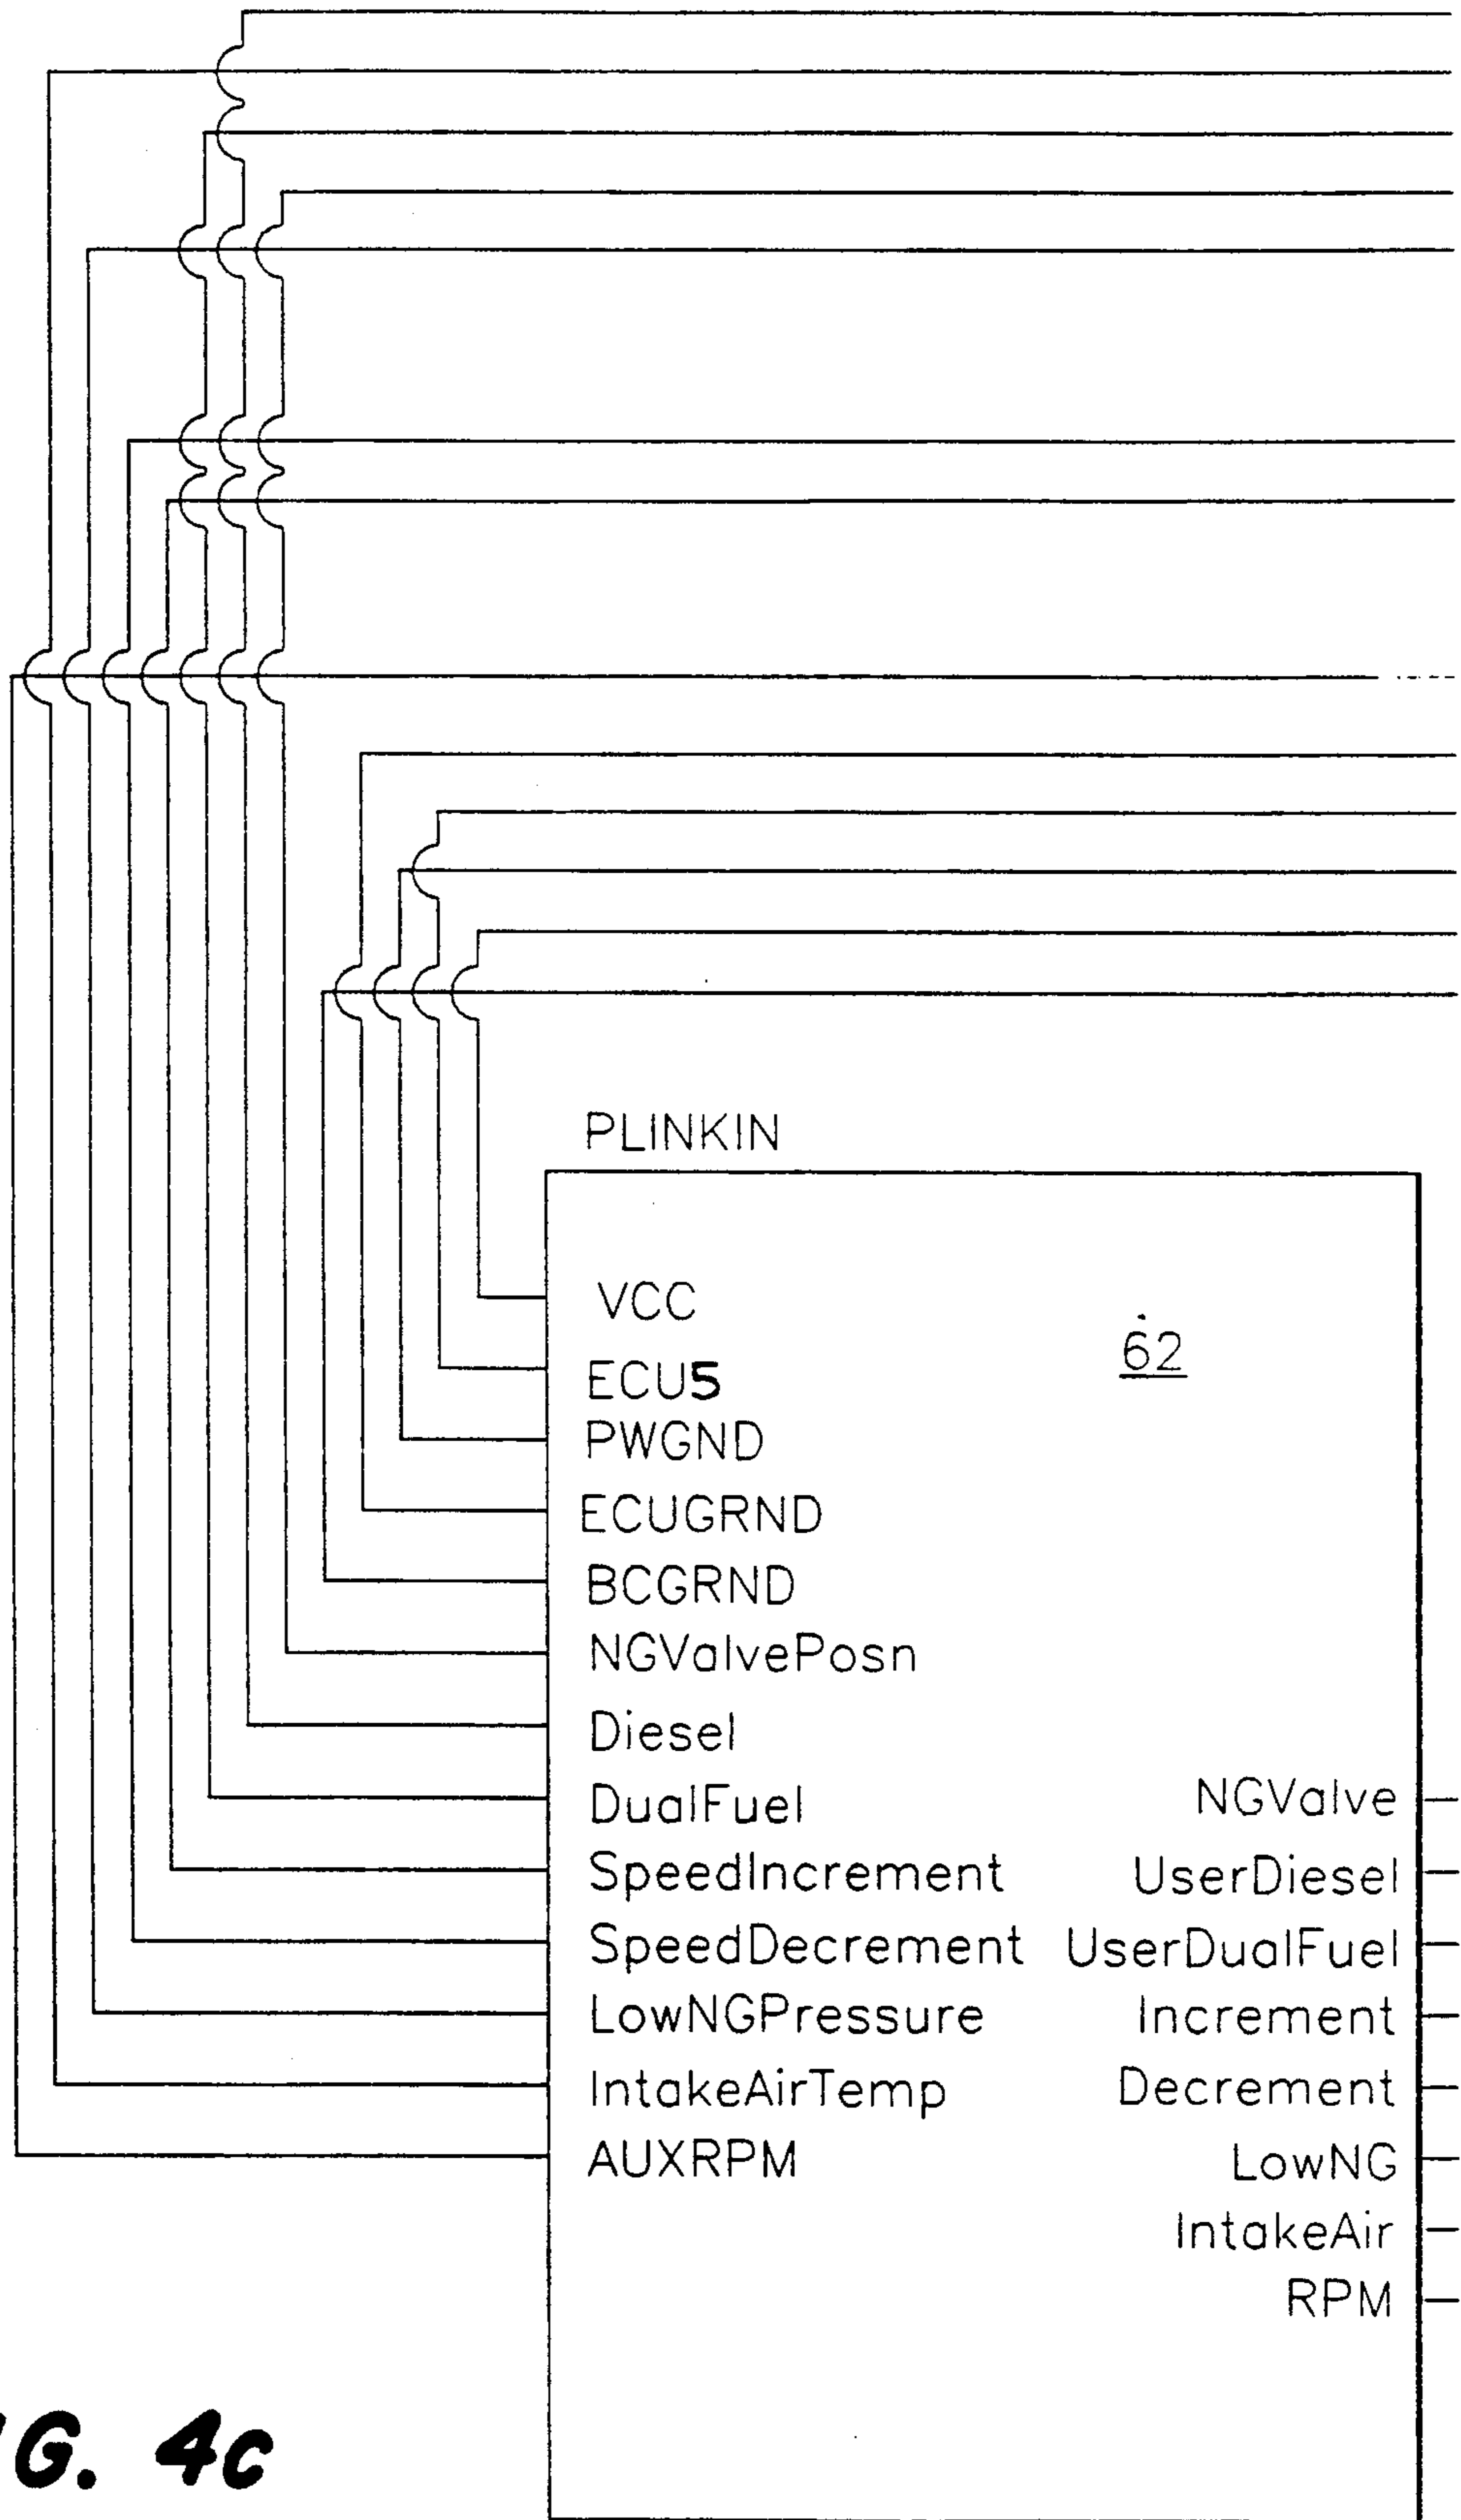 PLINKIN
62
VCC
ECU5
PWGND
ECUGRND
BCGRND
NGValvePosn
Diesel
DualFuel
SpeedIncrement
SpeedDecrement
LowNGPressure
IntakeAirTemp
AUXRPM
NGValve
UserDiesel
UserDualFuel
Increment
Decrement
LowNG
IntakeAir
RPM
G. 4c